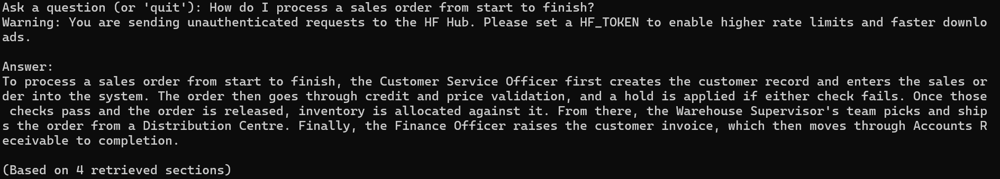 Ask a question (or 'quit'): How do I process a sales order from start to finish?
Warning: You are sending unauthenticated requests to the HF Hub. Please set a HF_TOKEN to enable higher rate limits and faster downlo
ads.
Answer:
To process a sales order from start to finish, the Customer Service Officer first creates the customer record and enters the sales or
der into the system. The order then goes through credit and price validation, and a hold is applied if either check fails. Once those
 checks pass and the order is released, inventory is allocated against it. From there, the Warehouse Supervisor's team picks and ship
s the order from a Distribution Centre. Finally, the Finance Officer raises the customer invoice, which then moves through Accounts R
eceivable to completion.
(Based on 4 retrieved sections)